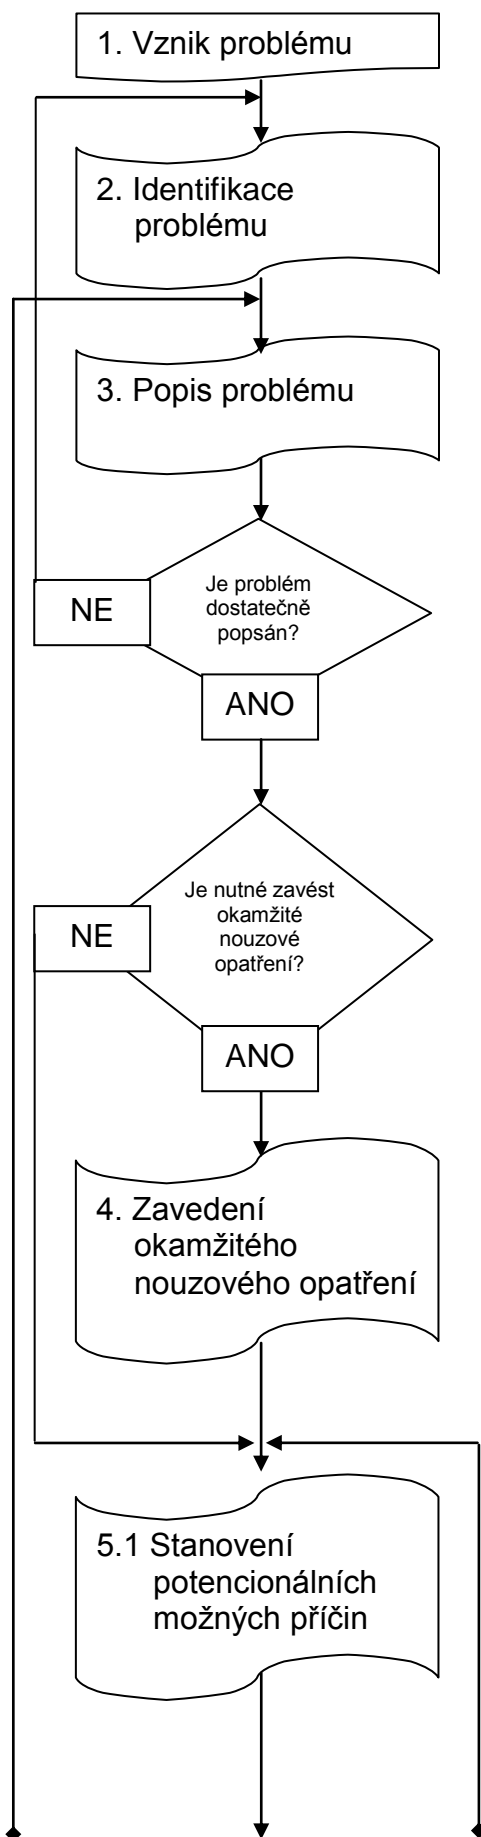 1. Vznik problému
2. Identifikace
problému
3. Popis problému
Je problém
dostatečně
popsán?
NE
ANO
Je nutné zavést
okamžité
nouzové
opatření?
NE
ANO
4. Zavedení
okamžitého
nouzového opatření
5.1 Stanovení
potencionálních
možných příčin